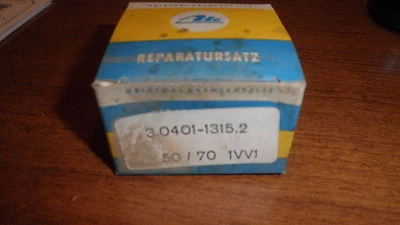 Ate
REPARATURSATZ
3.0401-1315.2
50 / 70 1VV1